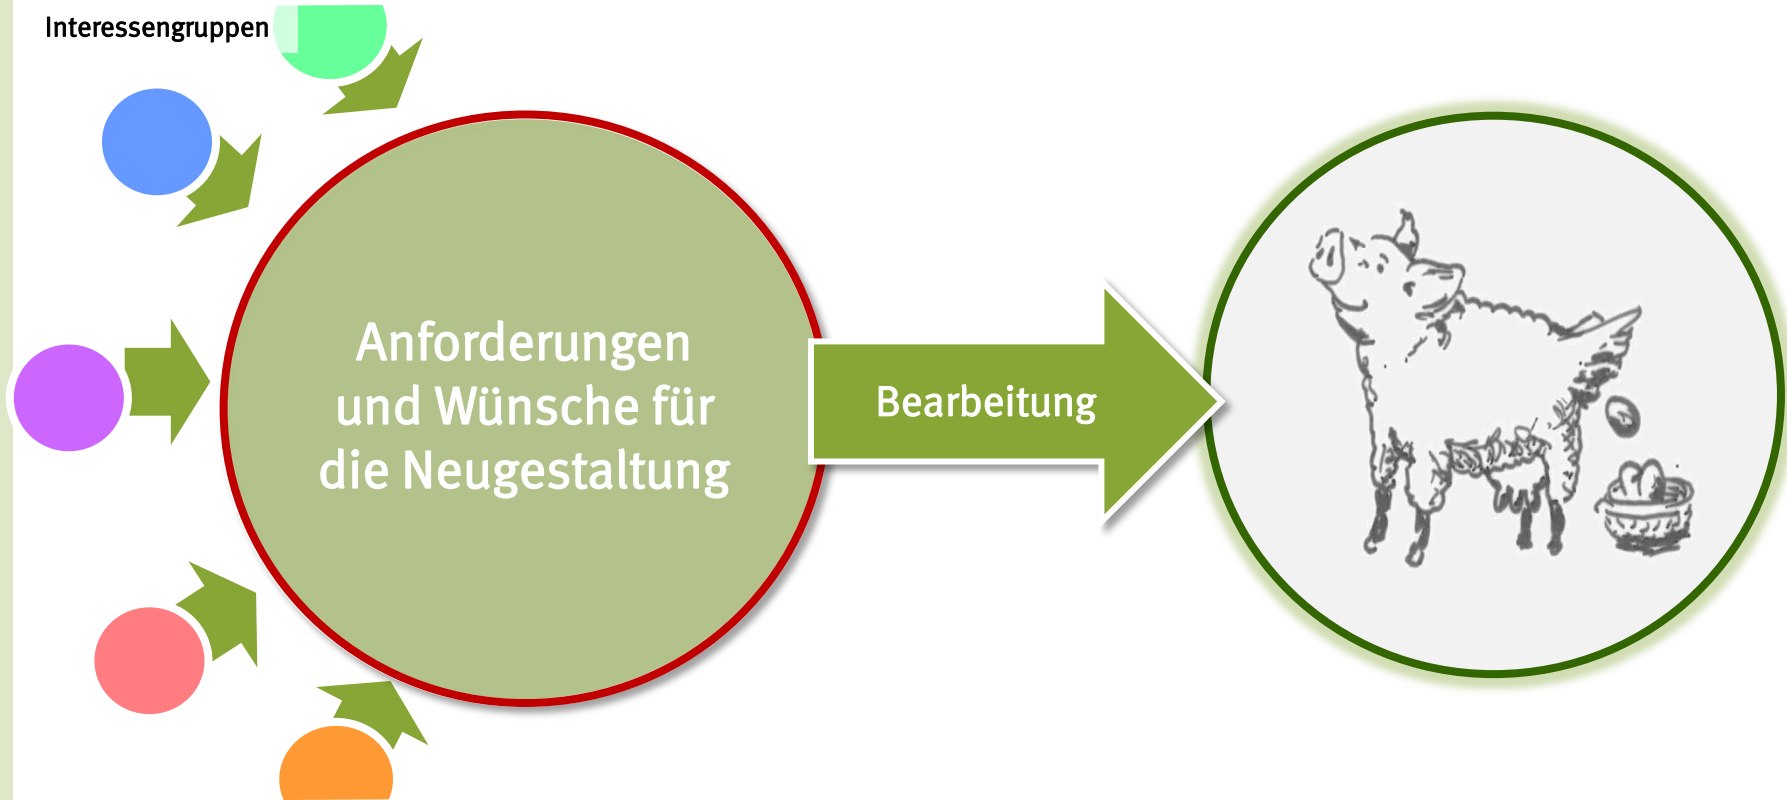 Interessengruppen
Anforderungen
und Wünsche für
die Neugestaltung
Bearbeitung